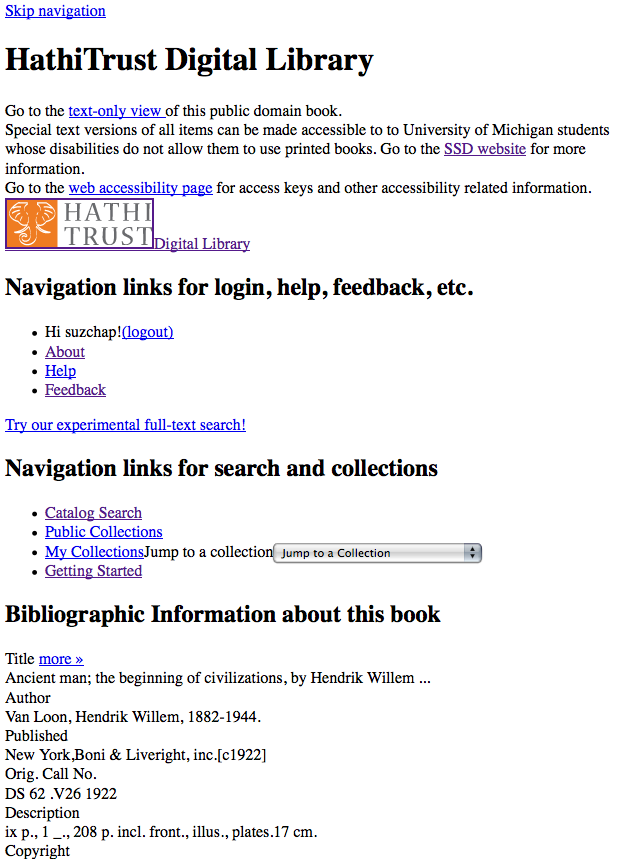 Skip navigation
HathiTrust Digital Library
Go to the text-only view of this public domain book.
Special text versions of all items can be made accessible to to University of Michigan students
whose disabilities do not allow them to use printed books. Go to the SSD website for more
information.
Go to the web accessibility page for access keys and other accessibility related information.
HATHI
TRUST Digital Library
Navigation links for login, help, feedback, etc.
• Hi suzchap!(logout)
• About
• Help
• Feedback
Try our experimental full-text search!
Navigation links for search and collections
• Catalog Search
• Public Collections
• My CollectionsJump to a collection Jump to a Collection
• Getting Started
Bibliographic Information about this book
Title more »
Ancient man; the beginning of civilizations, by Hendrik Willem ...
Author
Van Loon, Hendrik Willem, 1882-1944.
Published
New York,Boni & Liveright, inc.[c1922]
Orig. Call No.
DS 62 .V26 1922
Description
ix p., 1 _., 208 p. incl. front., illus., plates.17 cm.
Copyright